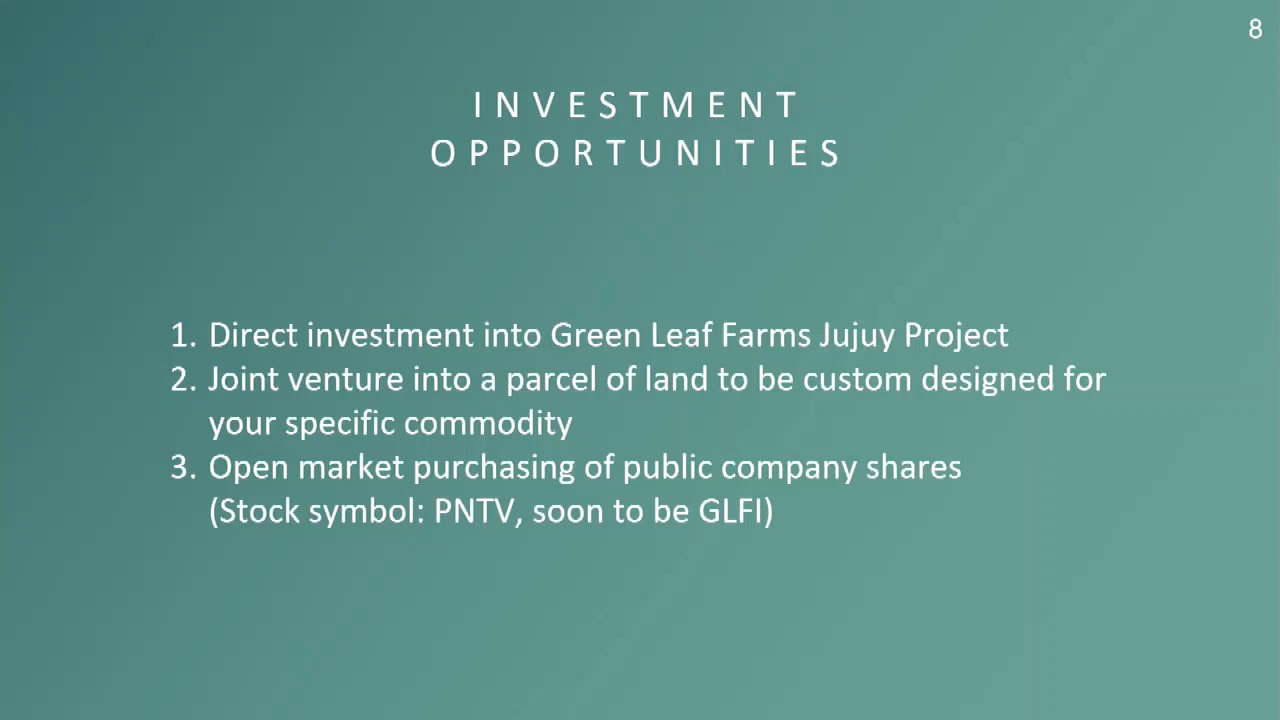 8
INVESTMENT
OPPORTUNITIES
1. Direct investment into Green Leaf Farms Jujuy Project
2. Joint venture into a parcel of land to be custom designed for
your specific commodity
3. Open market purchasing of public company shares
(Stock symbol: PNTV, soon to be GLFI)